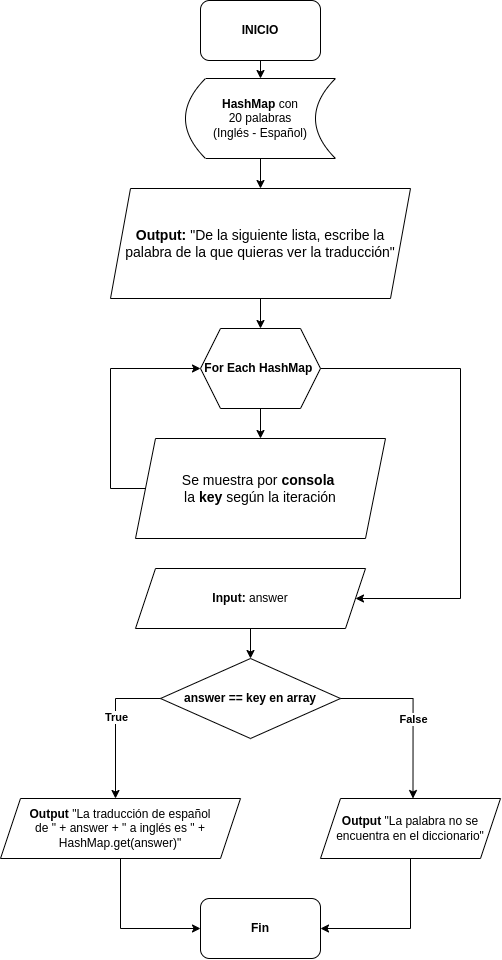 INICIO
HashMap con
20 palabras
(Inglés - Español)
Output: "De la siguiente lista, escribe la
palabra de la que quieras ver la traducción"
For Each HashMap
Se muestra por consola
la key según la iteración
Input: answer
answer == key en array
True
False
Output "La traducción de español
de " + answer + " a inglés es " +
HashMap.get(answer)"
Output "La palabra no se
encuentra en el diccionario"
Fin